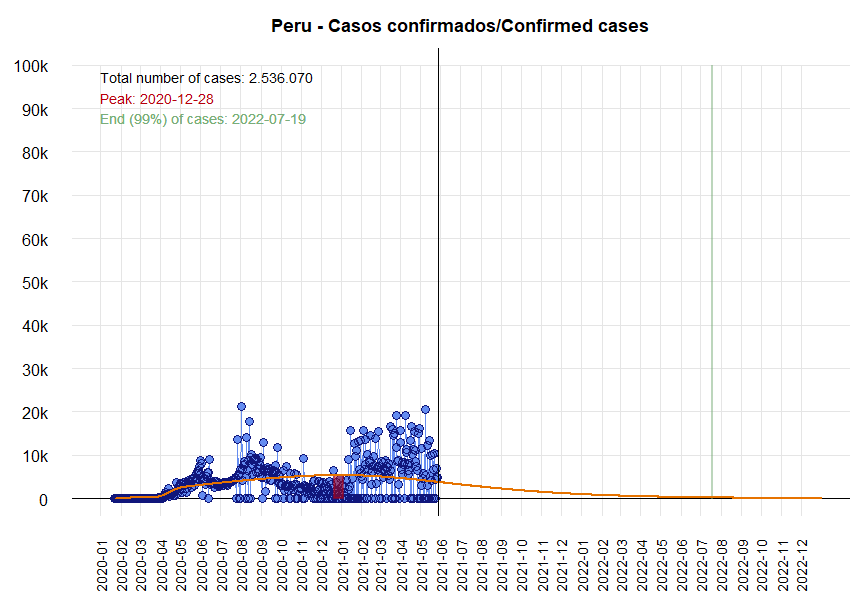 Peru - Casos confirmados/Confirmed cases
100k
90k
80k
70k
60k
50k
40k
30k
20k
10k
0
Total number of cases: 2.536.070
Peak: 2020-12-28
End (99%) of cases: 2022-07-19
2020-01
2020-02
2020-03
2020-04
2020-05
2020-06
2020-07
2020-08
2020-09
2020-10
2020-11
2020-12
2021-01
2021-02
2021-03
2021-04
2021-05
2021-06
2021-07
2021-08
2021-09
2021-10
2021-11
2021-12
2022-01
2022-02
2022-03
2022-04
2022-05
2022-06
2022-07
2022-08
2022-09
2022-10
2022-11
2022-12